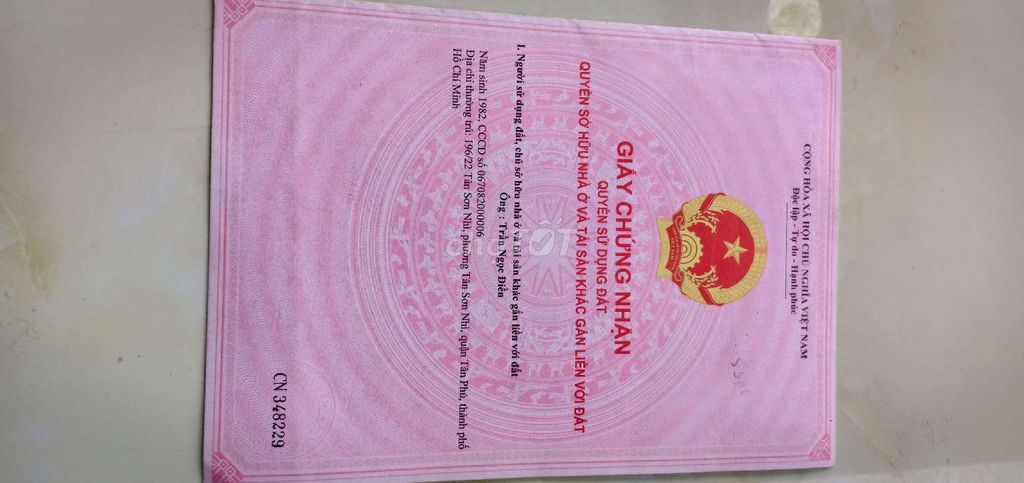 CỘNG HÒA XÃ HỘI CHỦ NGHĨA VIỆT NAM
Độc lập - Tự do - Hạnh phúc
GIẤY CHỨNG NHẬN
QUYỀN SỬ DỤNG ĐẤT
QUYỀN SỞ HỮU NHÀ Ở VÀ TÀI SẢN KHÁC GẮN LIỀN VỚI ĐẤT
I. Người sử dụng đất, chủ sở hữu nhà ở và tài sản khác gắn liền với đất
Ông : Trần Ngọc Điền
Năm sinh 1982, CCCD số 067082000006
Địa chỉ thường trú: 196/22 Tân Sơn Nhì, phường Tân Sơn Nhì, quận Tân Phú, thành phố
Hồ Chí Minh
CN 348229